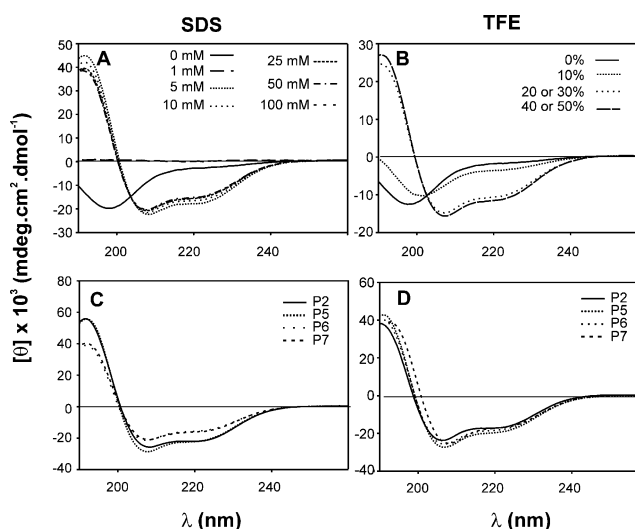 SDS
TFE
[θ] x 10³ (mdeg.cm².dmol⁻¹)
A
0 mM
1 mM
5 mM
10 mM
25 mM
50 mM
100 mM
50
40
30
20
10
0
-10
-20
-30
200
220
240
B
0%
10%
20 or 30%
40 or 50%
30
20
10
0
-10
-20
200
220
240
C
P2
P5
P6
P7
80
60
40
20
0
-20
-40
200
220
240
λ (nm)
D
P2
P5
P6
P7
60
40
20
0
-20
-40
200
220
240
λ (nm)